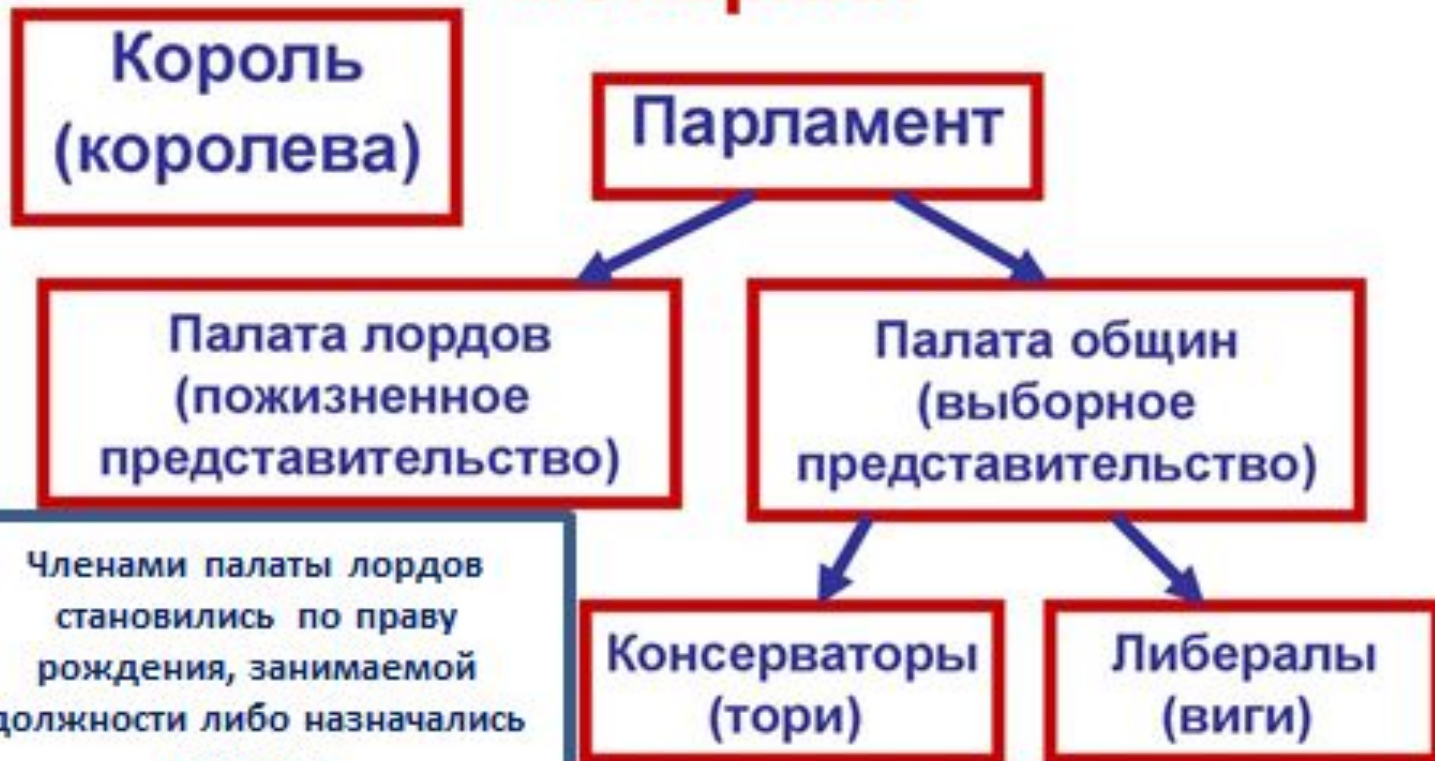 Король
(королева)
Парламент
Палата лордов
(пожизненное
представительство)
Палата общин
(выборное
представительство)
Членами палаты лордов
становились по праву
рождения, занимаемой
должности либо назначались
Консерваторы
(тори)
Либералы
(виги)